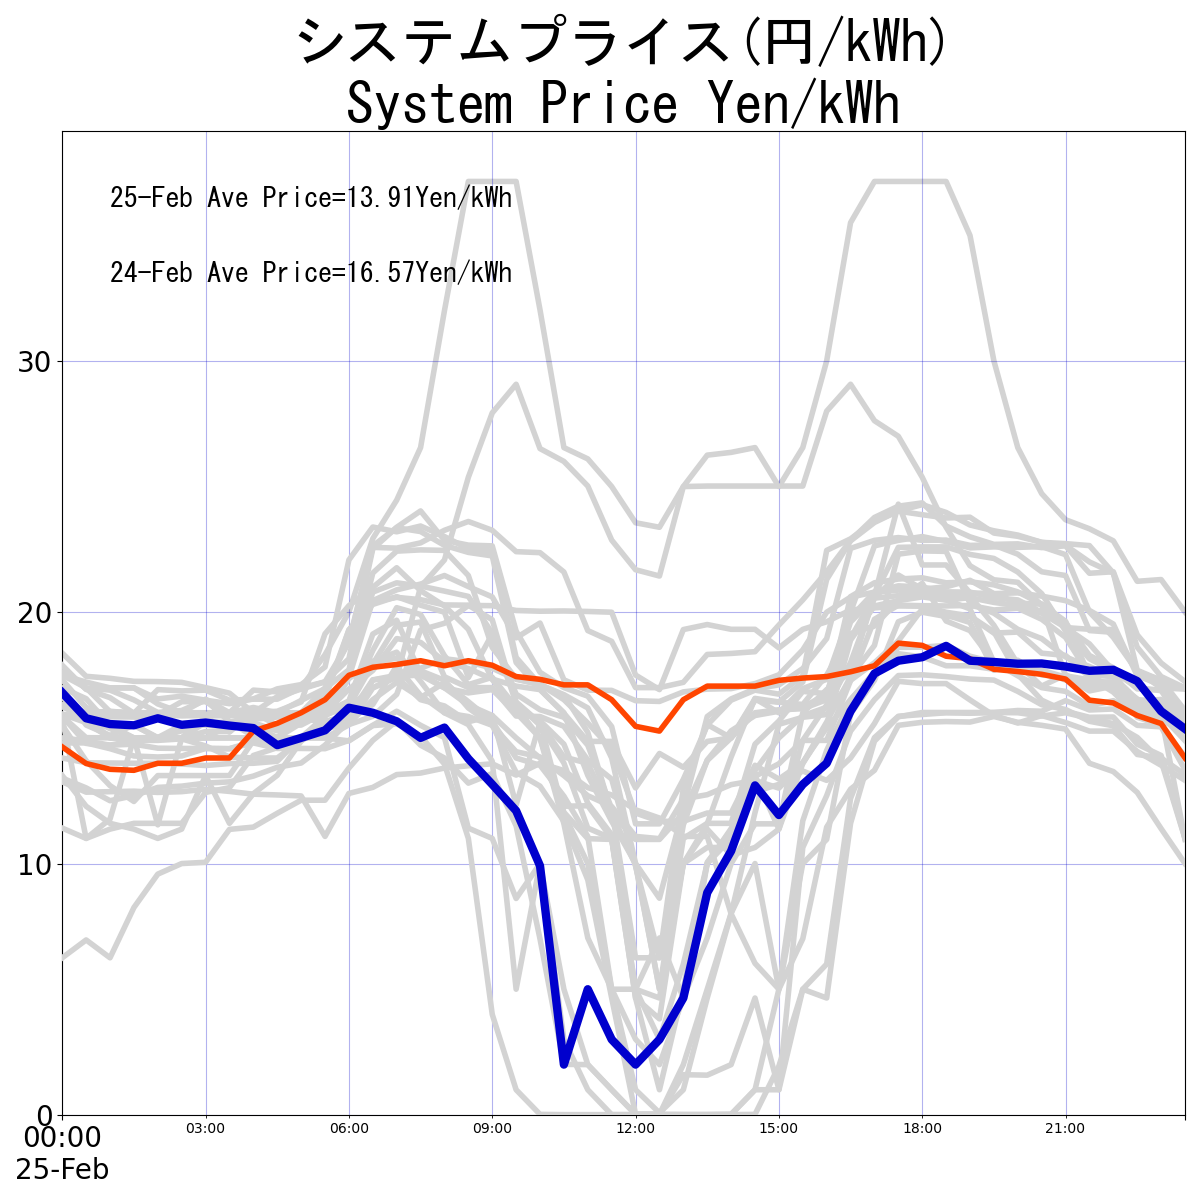 システムプライス(円/kWh)
System Price Yen/kWh
25-Feb Ave Price=13.91Yen/kWh
24-Feb Ave Price=16.57Yen/kWh
30
20
10
0
00:00
03:00
06:00
09:00
12:00
15:00
18:00
21:00
25-Feb